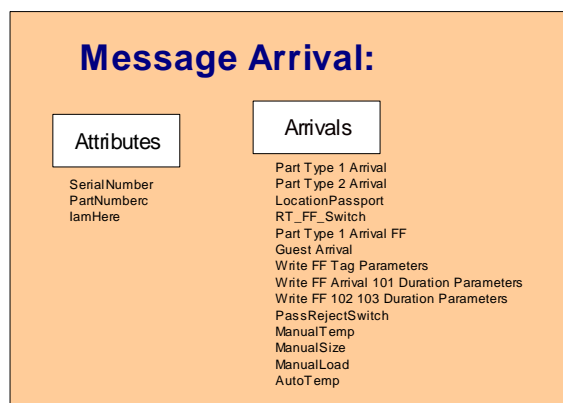 Message Arrival:
Attributes
SerialNumber
PartNumberc
IamHere
Arrivals
Part Type 1 Arrival
Part Type 2 Arrival
LocationPassport
RT_FF_Switch
Part Type 1 Arrival FF
Guest Arrival
Write FF Tag Parameters
Write FF Arrival 101 Duration Parameters
Write FF 102 103 Duration Parameters
PassRejectSwitch
ManualTemp
ManualSize
ManualLoad
AutoTemp